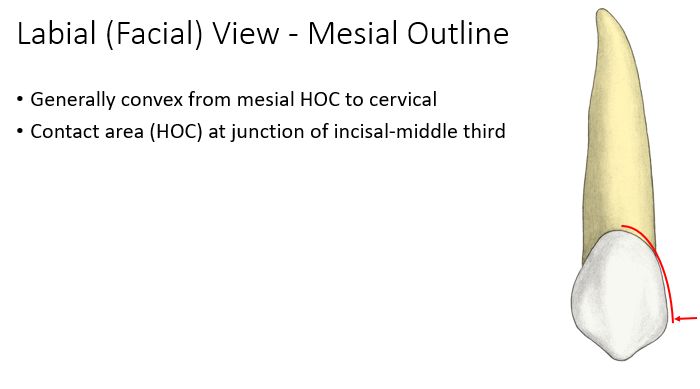 Labial (Facial) View - Mesial Outline
• Generally convex from mesial HOC to cervical
• Contact area (HOC) at junction of incisal-middle third